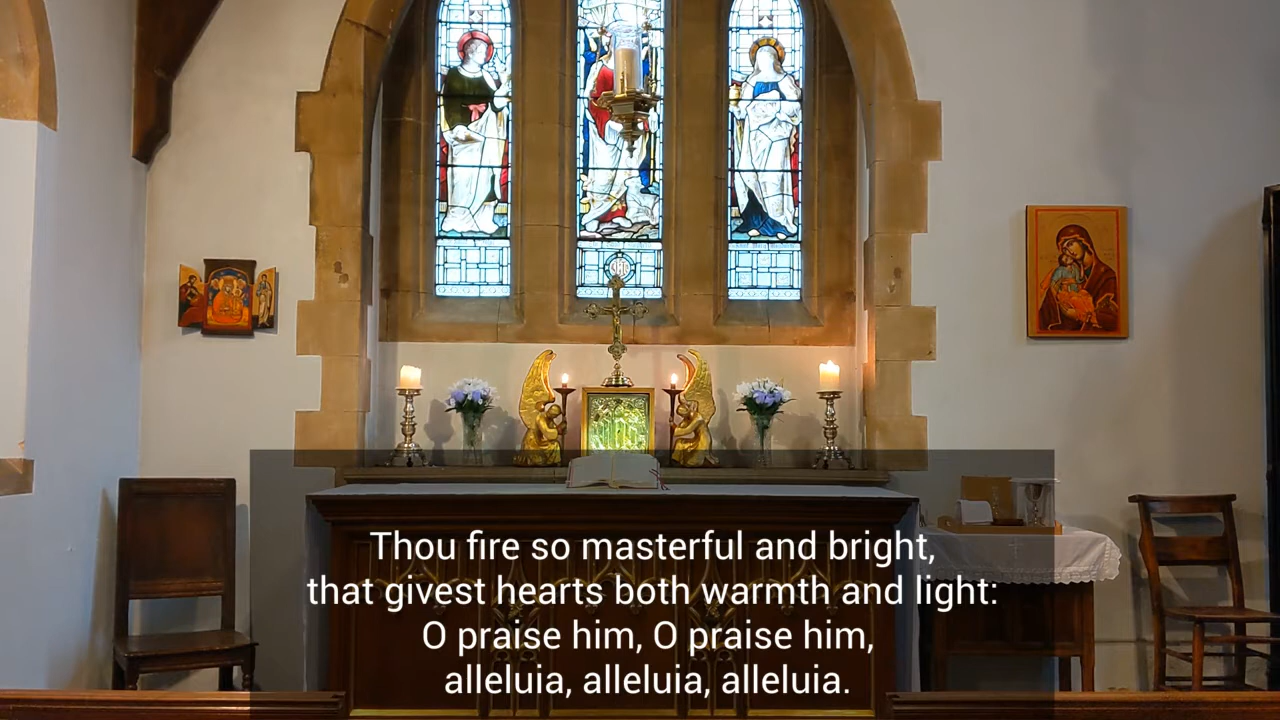 Thou fire so masterful and bright,
that givest hearts both warmth and light:
O praise him, O praise him,
alleluia, alleluia, alleluia.